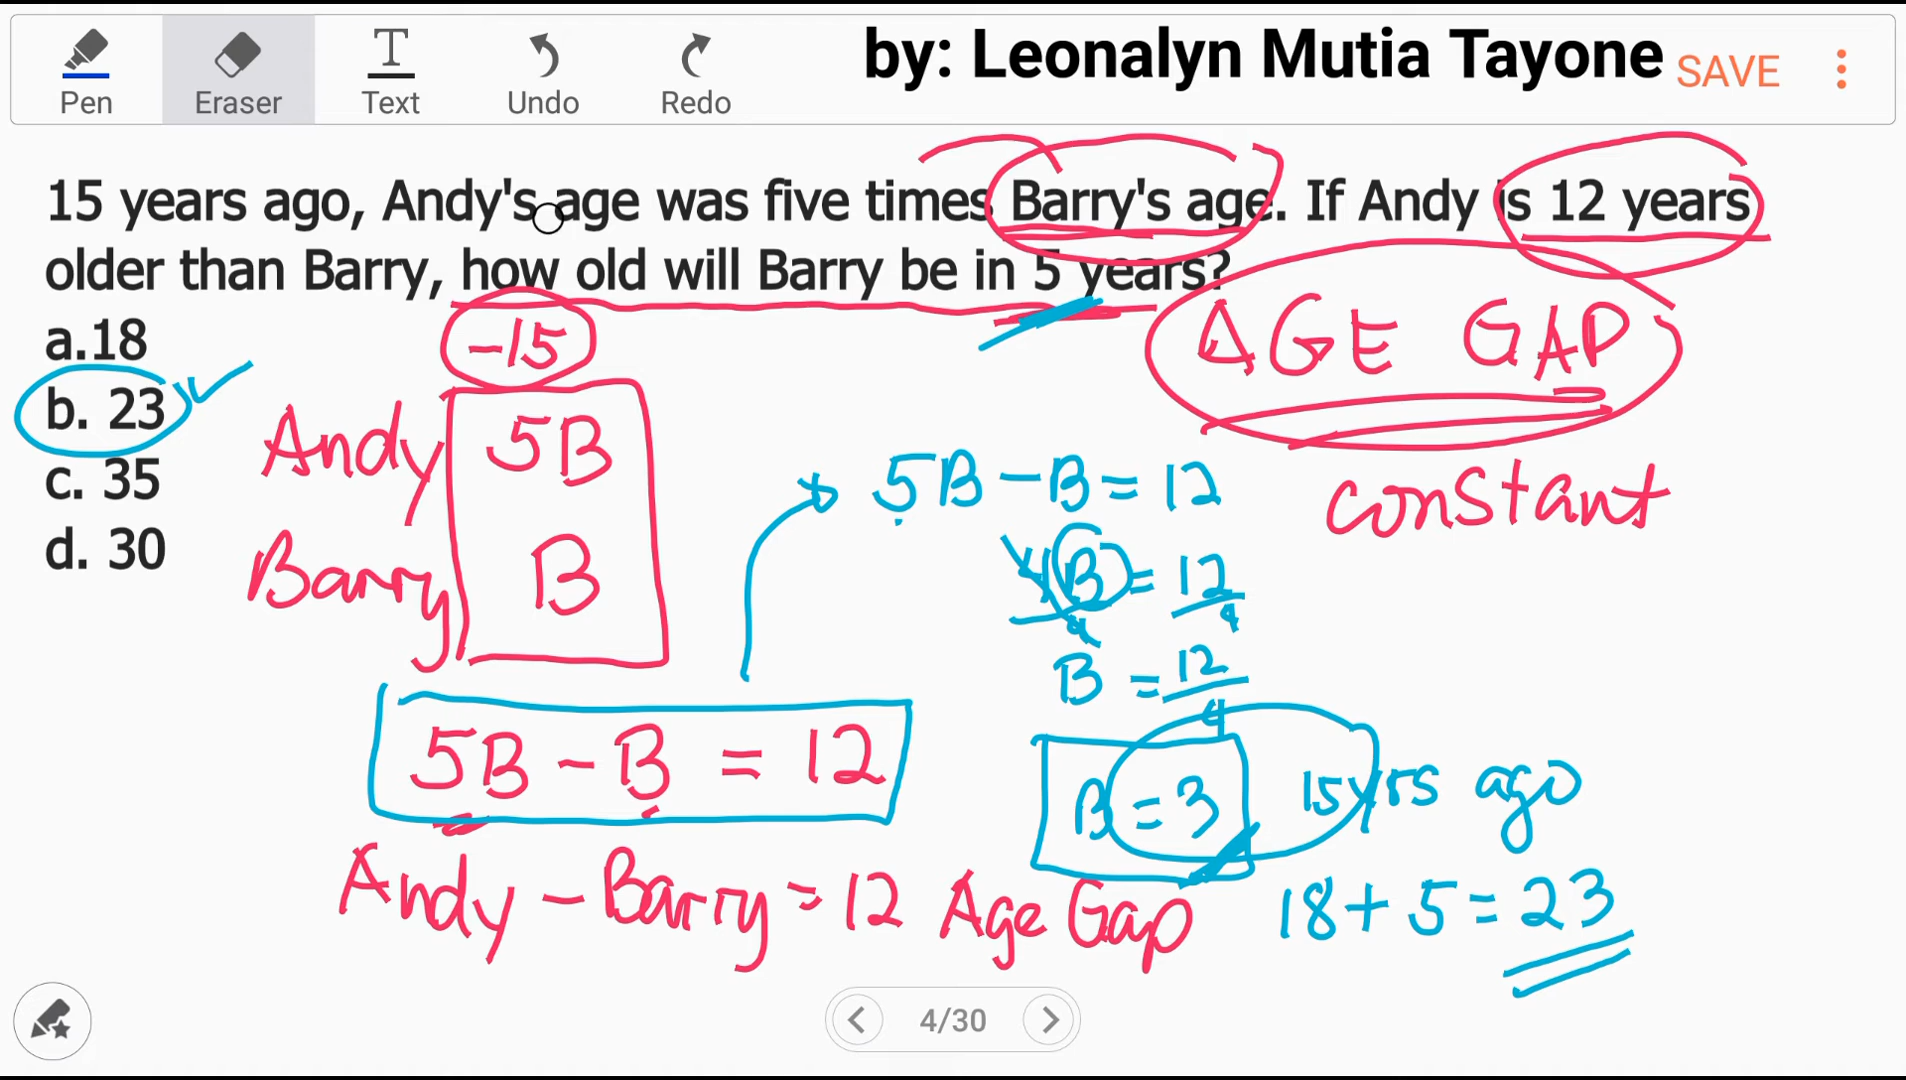 by: Leonalyn Mutia Tayone
SAVE
Pen
Eraser
Text
Undo
Redo
15 years ago, Andy's age was five times Barry's age. If Andy is 12 years
older than Barry, how old will Barry be in 5 years?
a.18
b. 23
c. 35
d. 30
-15
AGE GAP
constant
Andy 5B
Barry B
5B - B = 12
4B = 12
4 4
B = 12
4
5B - B = 12
B = 3 15yrs ago
Andy - Barry = 12 Age Gap
18 + 5 = 23
4/30